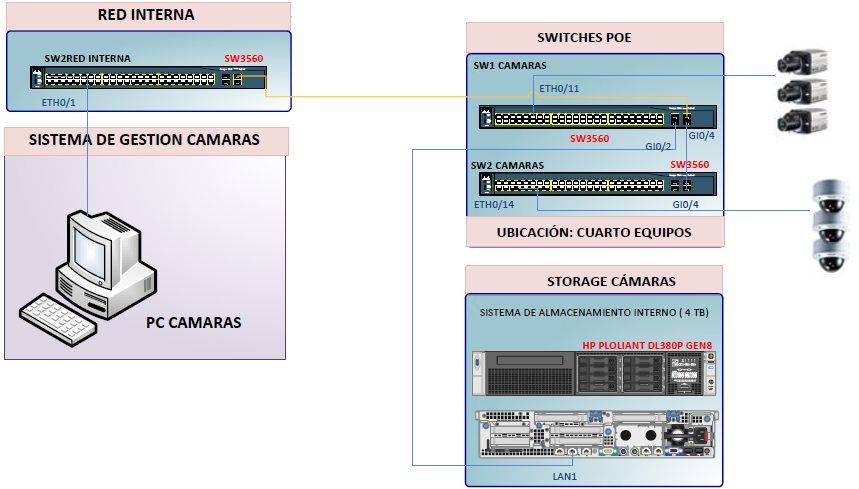 RED INTERNA
SW2RED INTERNA
SW3560
ETH0/1
SISTEMA DE GESTION CAMARAS
PC CAMARAS
SWITCHES POE
SW1 CAMARAS
ETH0/11
SW3560
GI0/2
GI0/4
SW2 CAMARAS
SW3560
ETH0/14
GI0/4
UBICACIÓN: CUARTO EQUIPOS
STORAGE CÁMARAS
SISTEMA DE ALMACENAMIENTO INTERNO ( 4 TB)
HP PLOLIANT DL380P GEN8
LAN1